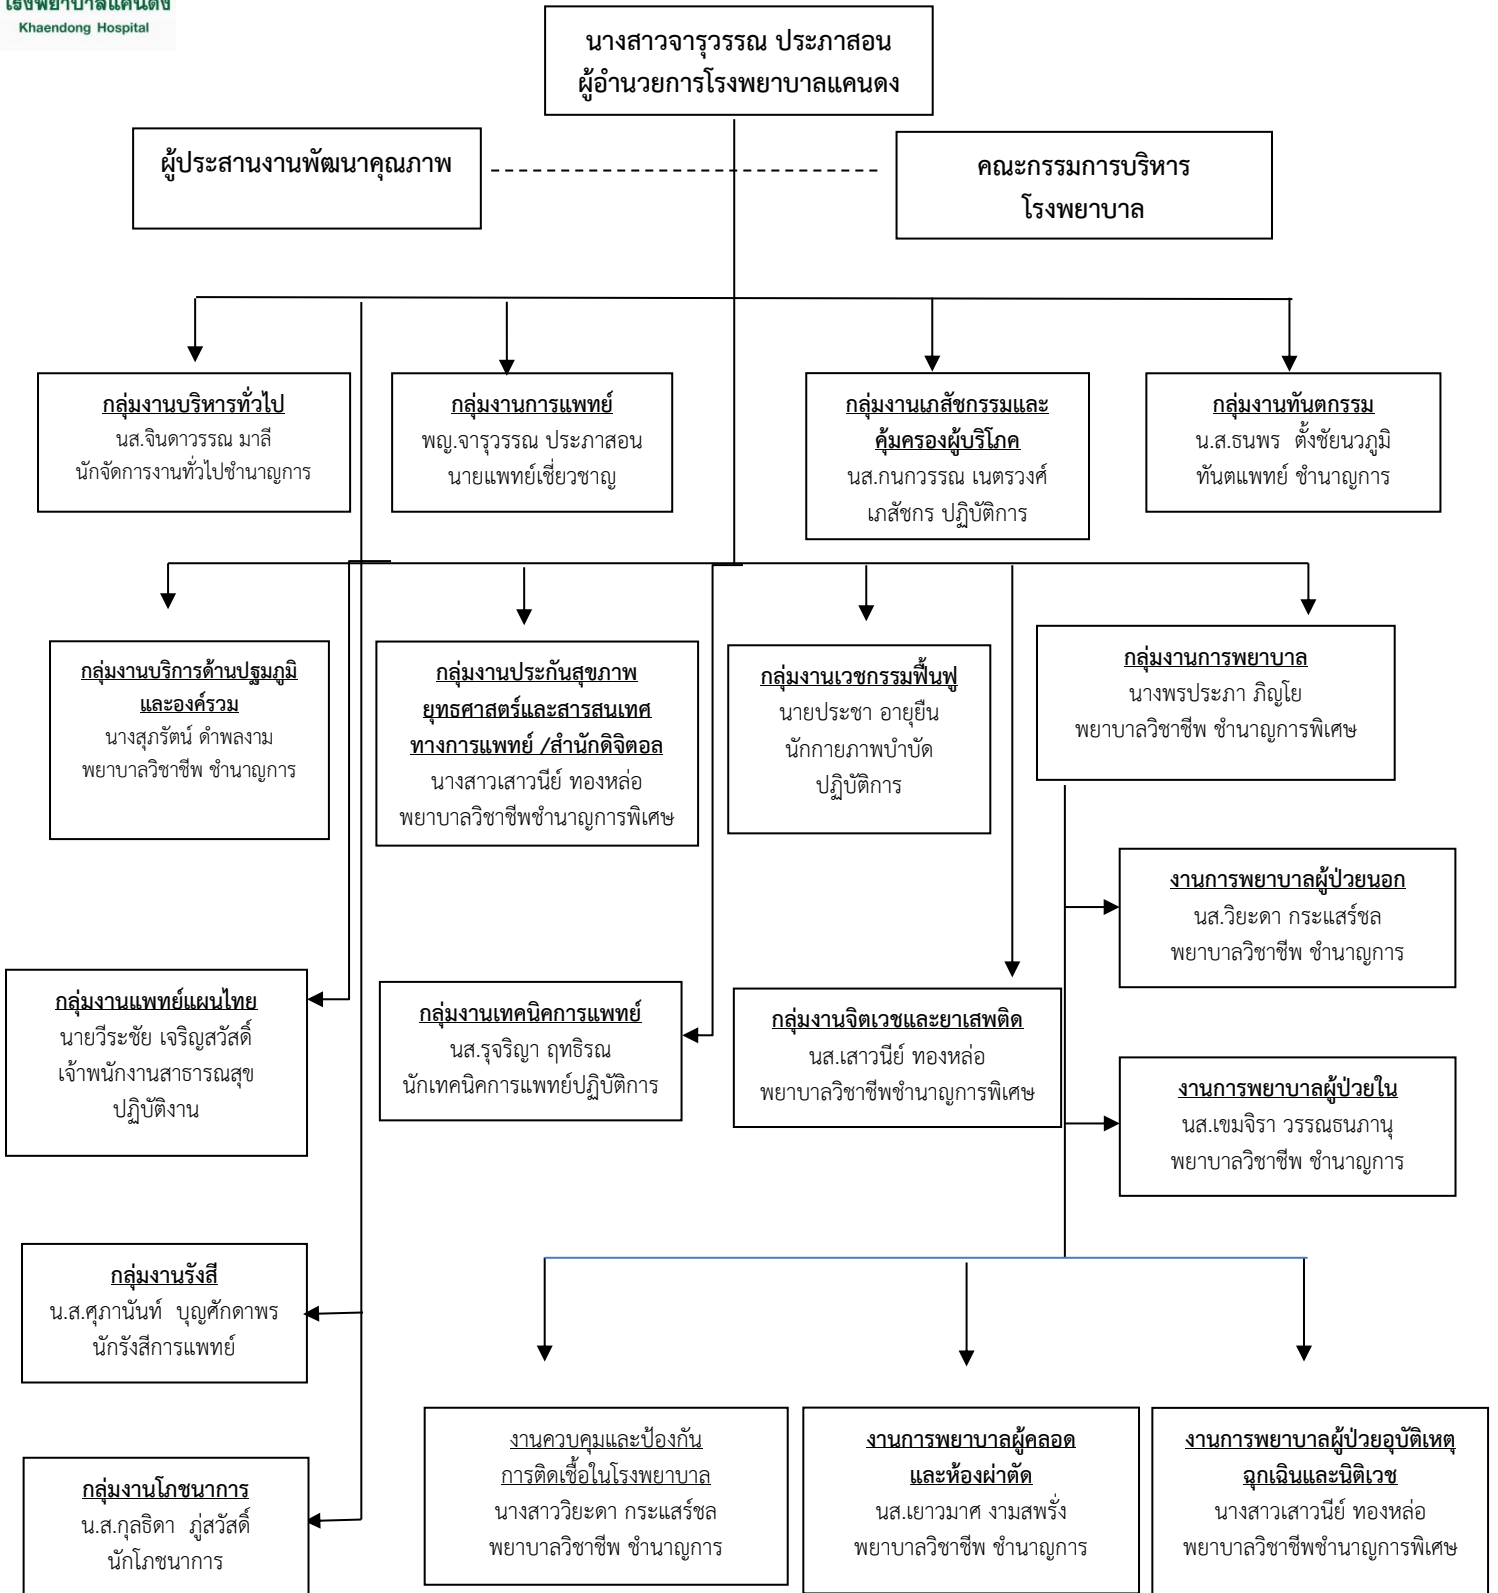 โรงพยาบาลแคนดง
Khaendong Hospital
นางสาวจารุวรรณ ประภาสอน
ผู้อำนวยการโรงพยาบาลแคนดง
ผู้ประสานงานพัฒนาคุณภาพ
คณะกรรมการบริหาร
โรงพยาบาล
กลุ่มงานบริหารทั่วไป
นส.จินดาวรรณ มาลี
นักจัดการงานทั่วไปชำนาญการ
กลุ่มงานการแพทย์
พญ.จารุวรรณ ประภาสอน
นายแพทย์เชี่ยวชาญ
กลุ่มงานเภสัชกรรมและ
คุ้มครองผู้บริโภค
นส.กนกวรรณ เนตรวงศ์
เภสัชกร ปฏิบัติการ
กลุ่มงานทันตกรรม
น.ส.ธนพร ตั้งชัยนวภูมิ
ทันตแพทย์ ชำนาญการ
กลุ่มงานบริการด้านปฐมภูมิ
และองค์รวม
นางสุภรัตน์ ดำพลงาม
พยาบาลวิชาชีพ ชำนาญการ
กลุ่มงานประกันสุขภาพ
ยุทธศาสตร์และสารสนเทศ
ทางการแพทย์ /สำนักดิจิตอล
นางสาวเสาวนีย์ ทองหล่อ
พยาบาลวิชาชีพชำนาญการพิเศษ
กลุ่มงานเวชกรรมฟื้นฟู
นายประชา อายุยืน
นักกายภาพบำบัด
ปฏิบัติการ
กลุ่มงานการพยาบาล
นางพรประภา ภิญโย
พยาบาลวิชาชีพ ชำนาญการพิเศษ
งานการพยาบาลผู้ป่วยนอก
นส.วิยะดา กระแสร์ชล
พยาบาลวิชาชีพ ชำนาญการ
กลุ่มงานแพทย์แผนไทย
นายวีระชัย เจริญสวัสดิ์
เจ้าพนักงานสาธารณสุข
ปฏิบัติงาน
กลุ่มงานเทคนิคการแพทย์
นส.รุจริญา ฤทธิรณ
นักเทคนิคการแพทย์ปฏิบัติการ
กลุ่มงานจิตเวชและยาเสพติด
นส.เสาวนีย์ ทองหล่อ
พยาบาลวิชาชีพชำนาญการพิเศษ
งานการพยาบาลผู้ป่วยใน
นส.เขมจิรา วรรณธนภานุ
พยาบาลวิชาชีพ ชำนาญการ
กลุ่มงานรังสี
น.ส.ศุภานันท์ บุญศักดาพร
นักรังสีการแพทย์
กลุ่มงานโภชนาการ
น.ส.กุลธิดา ภู่สวัสดิ์
นักโภชนาการ
งานควบคุมและป้องกัน
การติดเชื้อในโรงพยาบาล
นางสาววิยะดา กระแสร์ชล
พยาบาลวิชาชีพ ชำนาญการ
งานการพยาบาลผู้คลอด
และห้องผ่าตัด
นส.เยาวมาศ งามสพรั่ง
พยาบาลวิชาชีพ ชำนาญการ
งานการพยาบาลผู้ป่วยอุบัติเหตุ
ฉุกเฉินและนิติเวช
นางสาวเสาวนีย์ ทองหล่อ
พยาบาลวิชาชีพชำนาญการพิเศษ